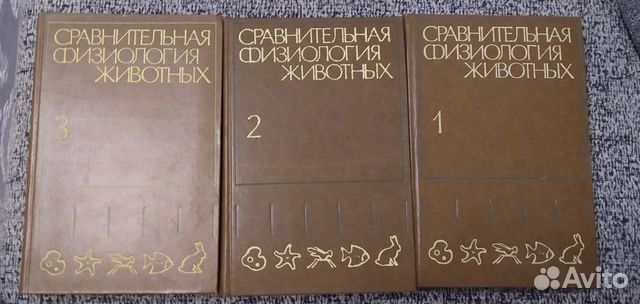 СРАВНИТЕЛЬНАЯ
ФИЗИОЛОГИЯ
ЖИВОТНЫХ
3
СРАВНИТЕЛЬНАЯ
ФИЗИОЛОГИЯ
ЖИВОТНЫХ
2
СРАВНИТЕЛЬНАЯ
ФИЗИОЛОГИЯ
ЖИВОТНЫХ
1
Avito